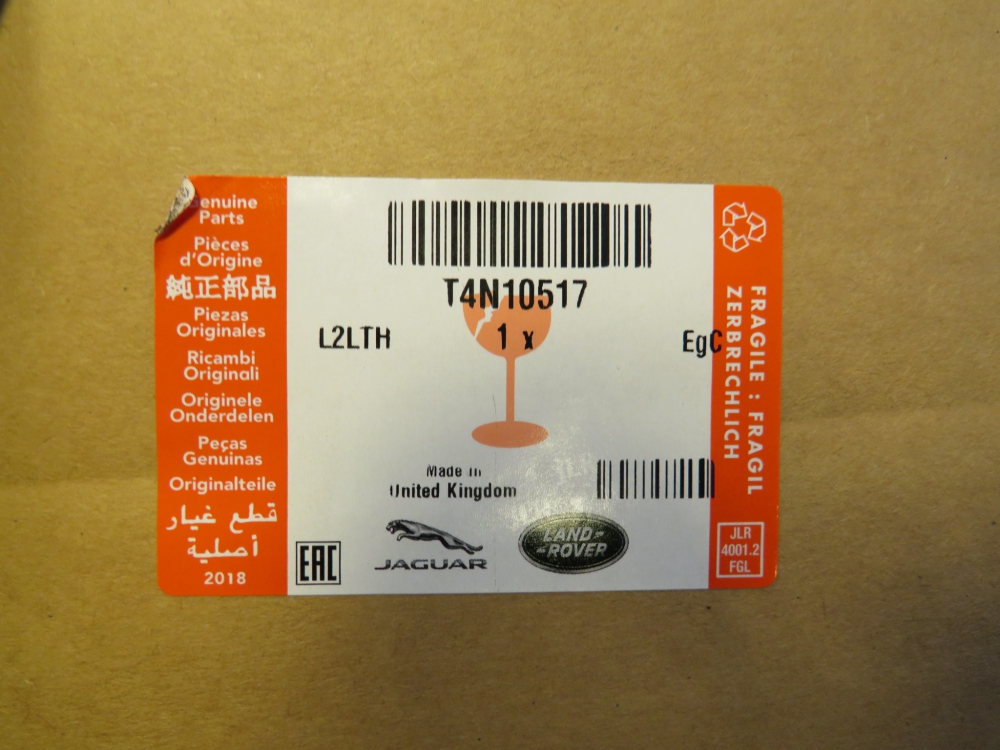 enuine
Parts
Pièces
d'Origine
純正部品
Piezas
Originales
Ricambi
Originali
Originele
Onderdelen
Peças
Genuinas
Originalteile
قطع غيار
أصلية
2018
T4N10517
L2LTH
1 x
EgC
Made in
United Kingdom
EAC
JAGUAR
LAND
ROVER
FRAGILE : FRAGIL
ZERBRECHLICH
JLR
4001.2
FGL